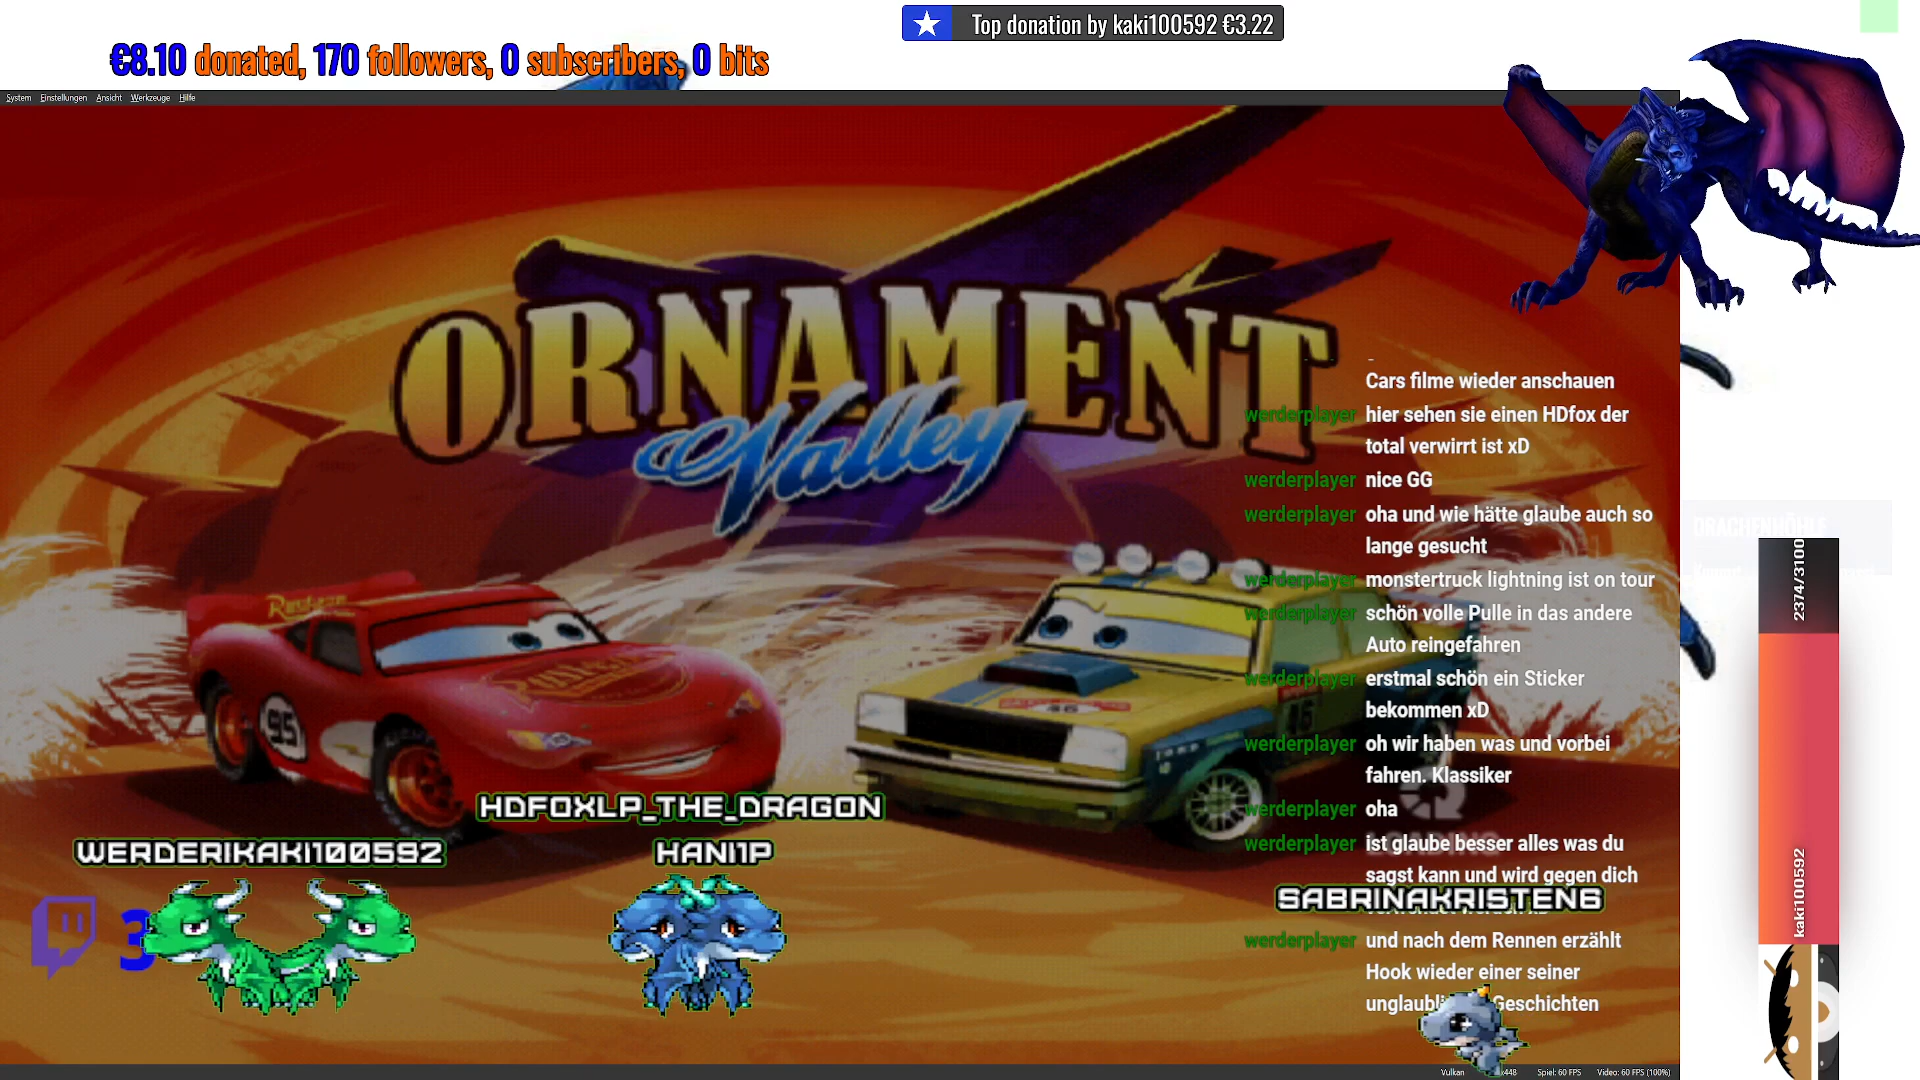 Top donation by kaki100592 €3.22
€8.10 donated, 170 followers, 0 subscribers, 0 bits
System Einstellungen Ansicht Werkzeuge Hilfe
ORNAMENT
Valley
Cars filme wieder anschauen
werderplayer hier sehen sie einen HDfox der
total verwirrt ist xD
werderplayer nice GG
werderplayer oha und wie hätte glaube auch so
lange gesucht
werderplayer monstertruck lightning ist on tour
werderplayer schön volle Pulle in das andere
Auto reingefahren
werderplayer erstmal schön ein Sticker
bekommen xD
werderplayer oh wir haben was und vorbei
fahren. Klassiker
werderplayer oha
werderplayer ist glaube besser alles was du
sagst kann und wird gegen dich
werderplayer und nach dem Rennen erzählt
Hook wieder einer seiner
Geschichten
DRACHENHÖHLE
2374/3100
kaki100592
Rust-eze
95
46
LOADING
HDFOXLP_THE_DRAGON
WERDERIKAKI100592
HANI1P
SABRINAKRISTEN6
3
Vulkan Spiel: 60 FPS Video: 60 FPS (100%)